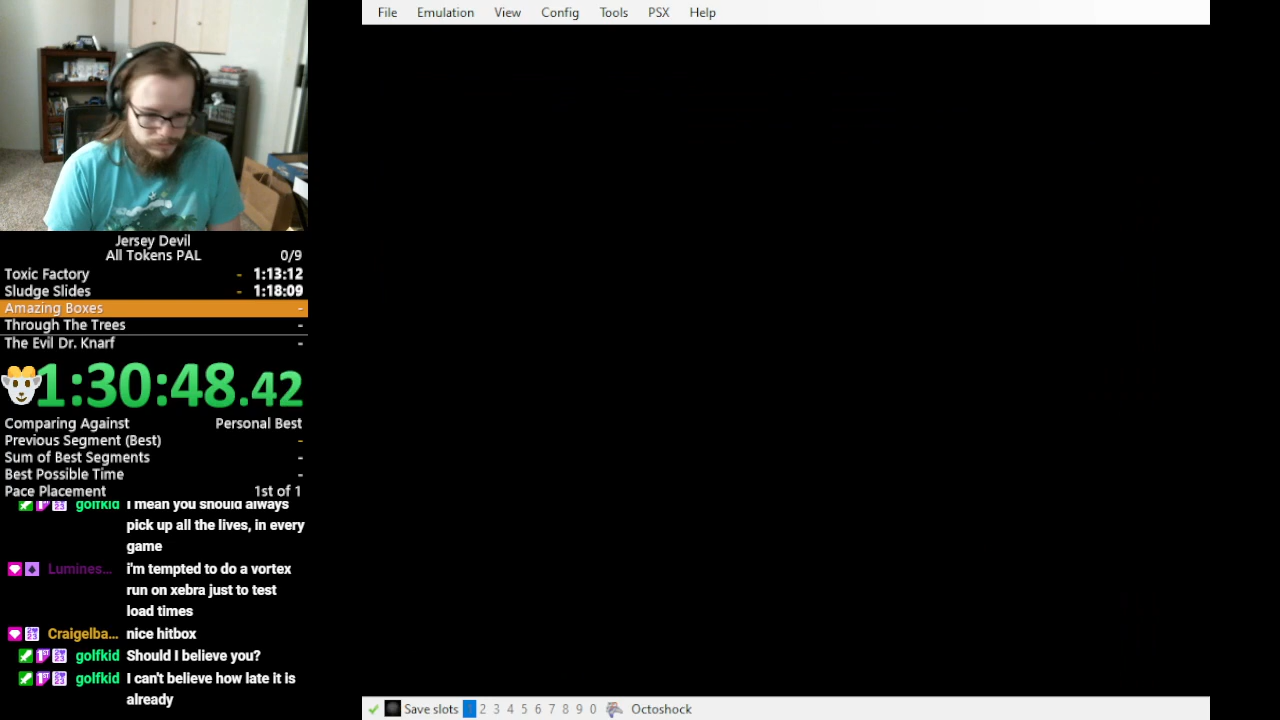 File Emulation View Config Tools PSX Help
Jersey Devil
All Tokens PAL 0/9
Toxic Factory - 1:13:12
Sludge Slides - 1:18:09
Amazing Boxes -
Through The Trees -
The Evil Dr. Knarf -
1:30:48.42
Comparing Against Personal Best
Previous Segment (Best) -
Sum of Best Segments -
Best Possible Time -
Pace Placement 1st of 1
golfkid I mean you should always
pick up all the lives, in every
game
Lumines... i'm tempted to do a vortex
run on xebra just to test
load times
Craigelba... nice hitbox
golfkid Should I believe you?
golfkid I can't believe how late it is
already
Save slots 1 2 3 4 5 6 7 8 9 0 Octoshock